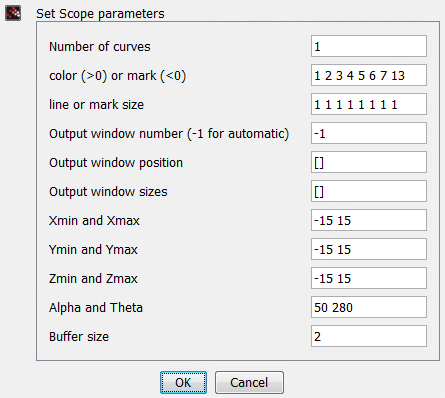 Set Scope parameters
Number of curves 1
color (>0) or mark (<0) 1 2 3 4 5 6 7 13
line or mark size 1 1 1 1 1 1 1 1
Output window number (-1 for automatic) -1
Output window position []
Output window sizes []
Xmin and Xmax -15 15
Ymin and Ymax -15 15
Zmin and Zmax -15 15
Alpha and Theta 50 280
Buffer size 2
OK Cancel